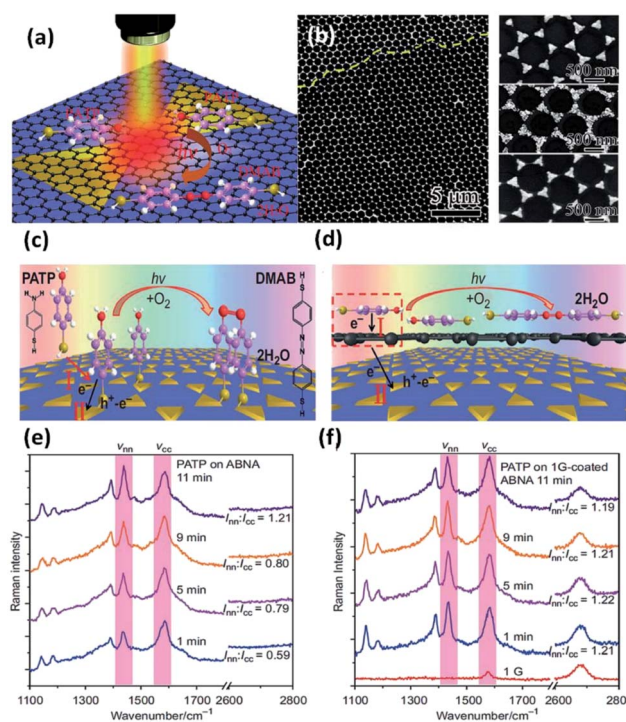 (a)
(b)
5 μm
500 nm
500 nm
500 nm
(c)
(d)
PATP
hν
+O₂
DMAB
2H₂O
H
N
H
S
H
H
S
N
N
S
H
e⁻
h⁺-e⁻
I
II
hν
+O₂
2H₂O
e⁻
I
e⁻
h⁺-e⁻
II
(e)
νnn
νcc
PATP on ABNA
11 min
Inn:Icc = 1.21
9 min
Inn:Icc = 0.80
5 min
Inn:Icc = 0.79
1 min
Inn:Icc = 0.59
Raman Intensity
1100 1300 1500 1700 2600 2800
Wavenumber/cm⁻¹
(f)
νnn
νcc
PATP on 1G-coated
ABNA 11 min
Inn:Icc = 1.19
9 min
Inn:Icc = 1.21
5 min
Inn:Icc = 1.22
1 min
Inn:Icc = 1.21
1 G
Raman Intensity
1100 1300 1500 1700 2600 2800
Wavenumber/cm⁻¹